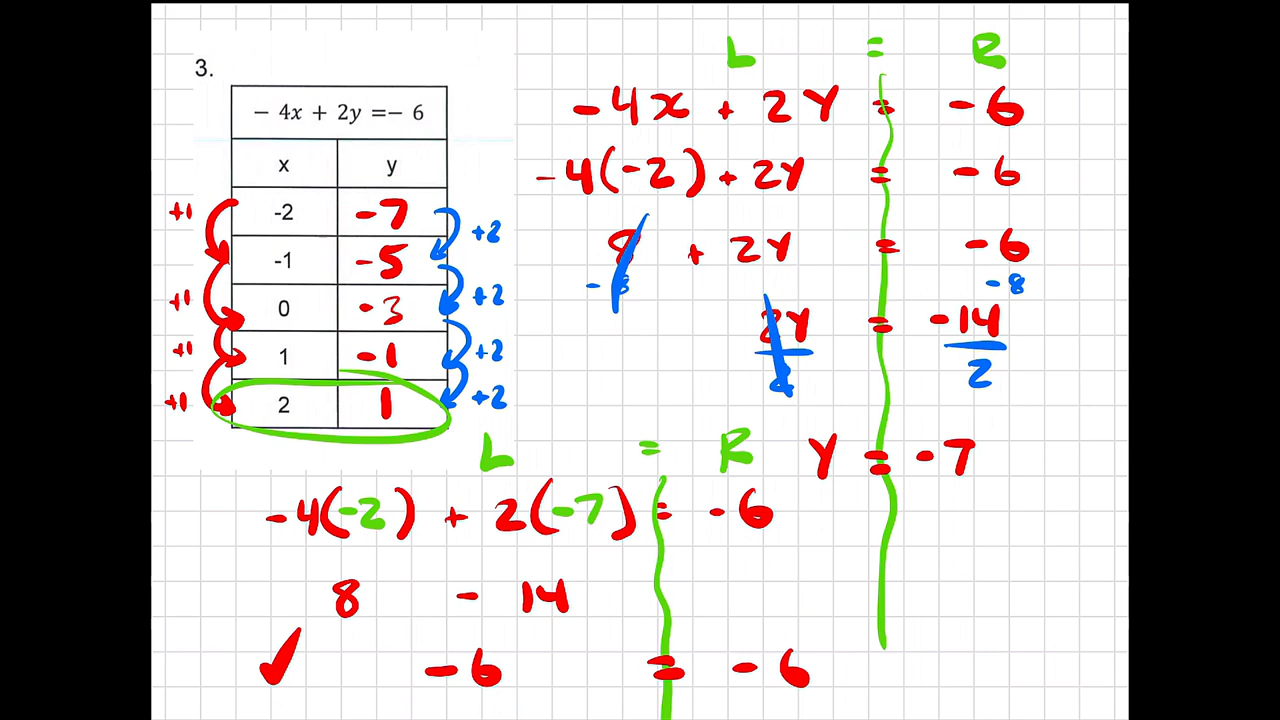 3.
− 4x + 2y =− 6
x y
-2 -7
-1 -5
0 -3
1 -1
2 1
+1
+1
+1
+1
+2
+2
+2
+2
L = R
-4x + 2Y = -6
-4(-2) + 2Y = -6
8 + 2Y = -6
-8 -8
2Y = -14
2 2
Y = -7
L = R
-4(-2) + 2(-7) = -6
8 - 14
✓ -6 = -6